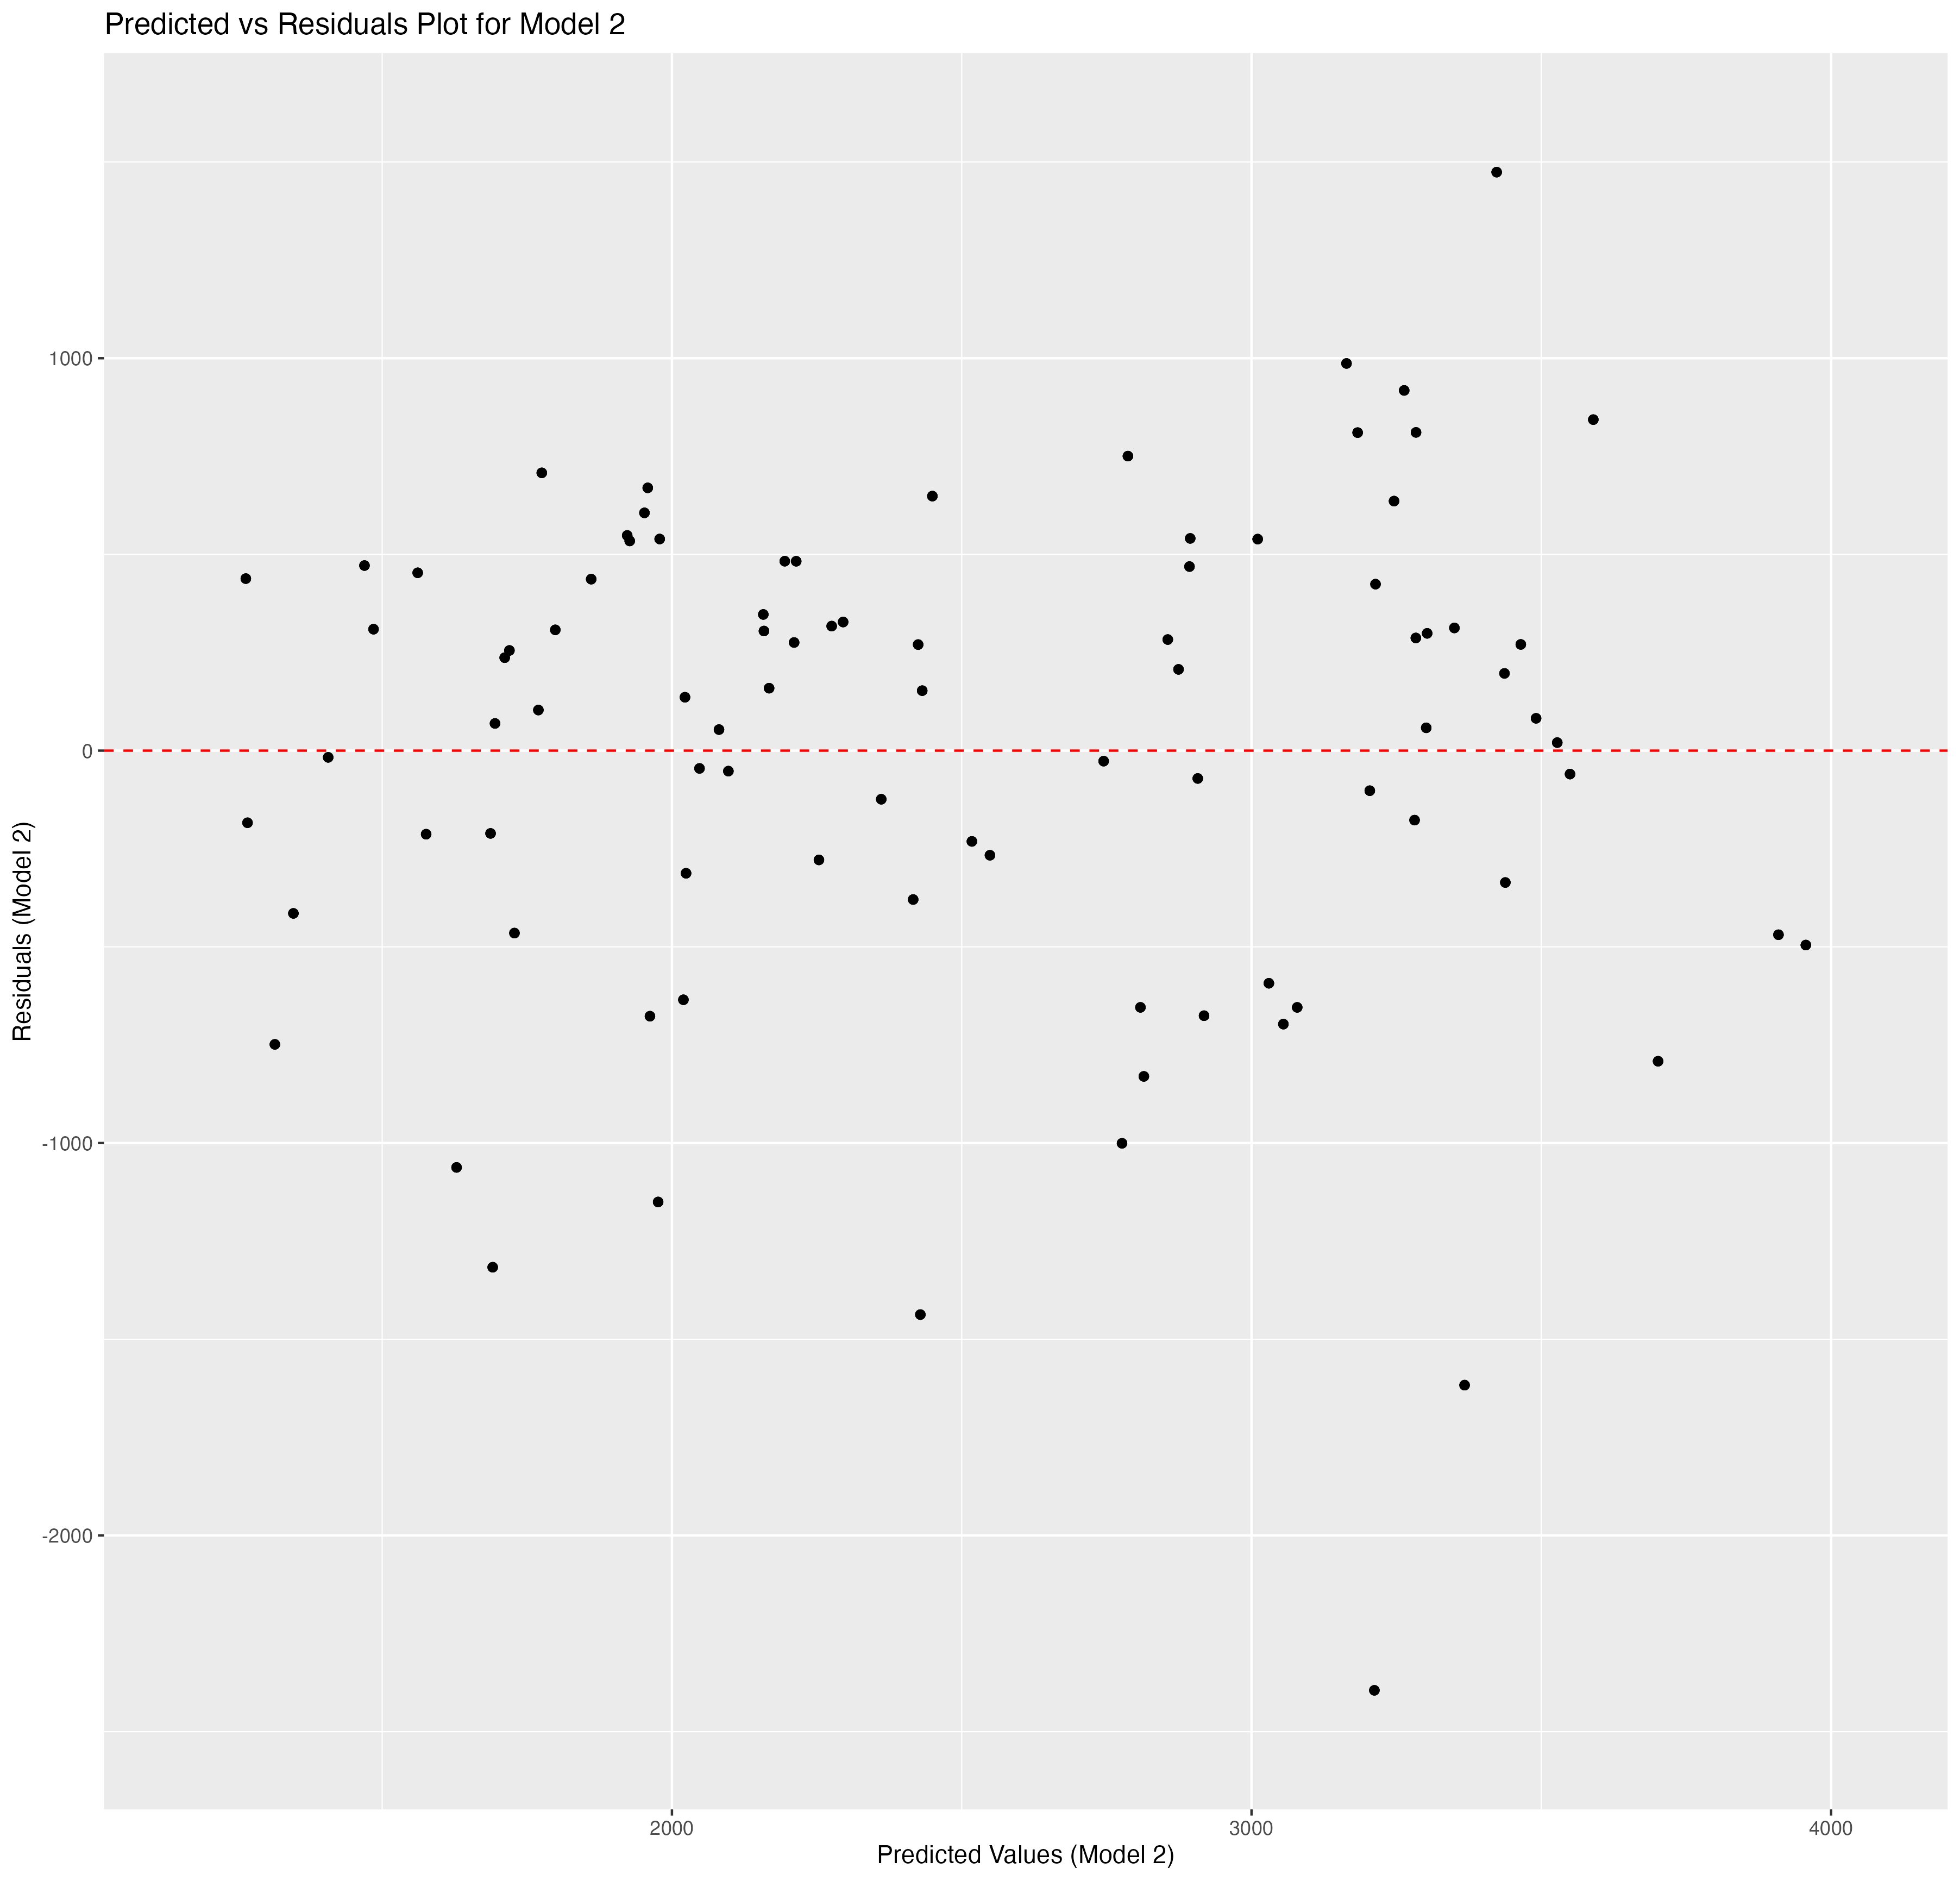 Predicted vs Residuals Plot for Model 2
1000
0
-1000
-2000
Residuals (Model 2)
2000
3000
4000
Predicted Values (Model 2)